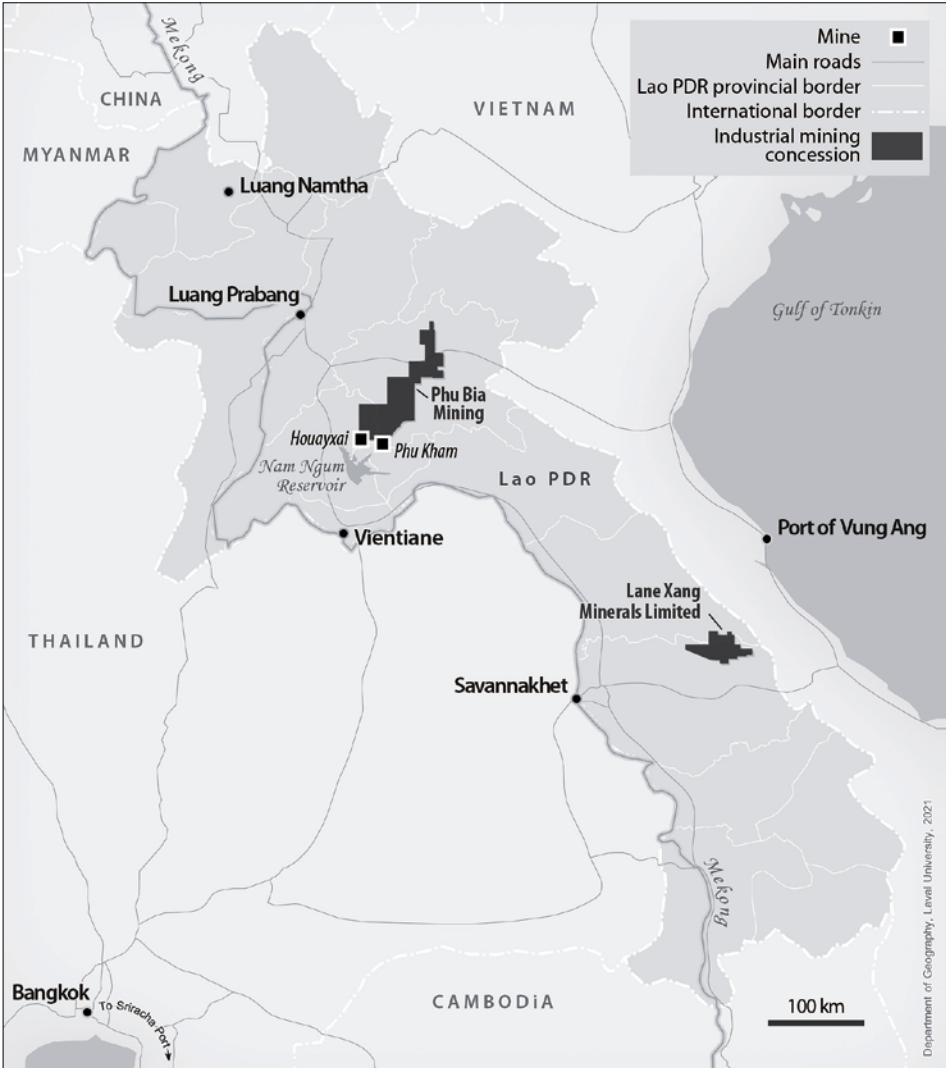 Mekong
CHINA
VIETNAM
MYANMAR
Mine
Main roads
Lao PDR provincial border
International border
Industrial mining
concession
Luang Namtha
Luang Prabang
Gulf of Tonkin
Phu Bia
Mining
Houayxai
Phu Kham
Nam Ngum
Reservoir
Lao PDR
Vientiane
Port of Vung Ang
Lane Xang
Minerals Limited
THAILAND
Savannakhet
Mekong
Bangkok
To Sriracha Port
CAMBODiA
100 km
Department of Geography, Laval University, 2021